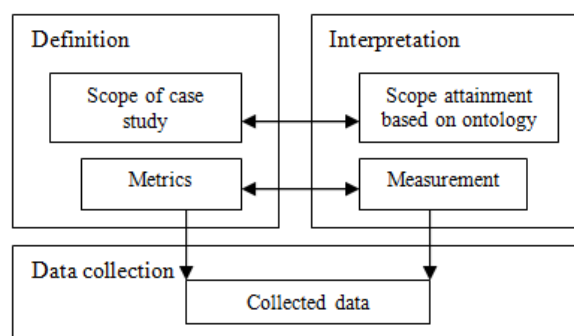 Definition
Scope of case
study
Metrics
Interpretation
Scope attainment
based on ontology
Measurement
Data collection
Collected data